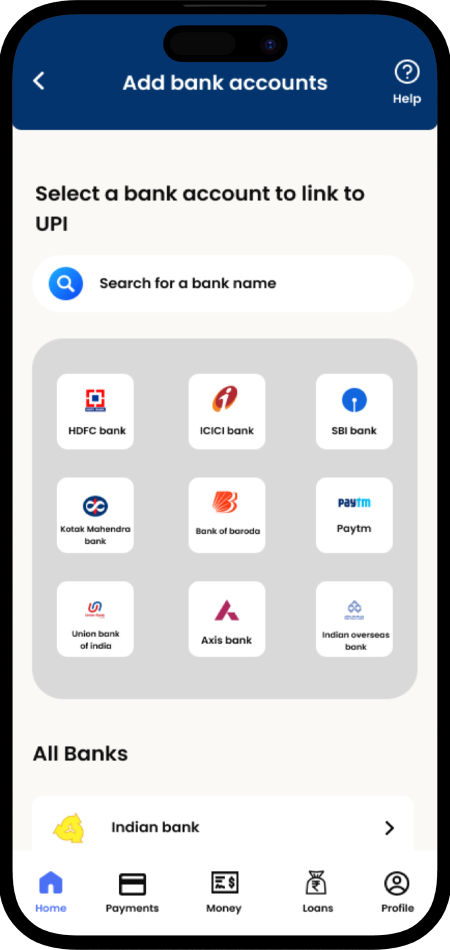 Add bank accounts
Help
Select a bank account to link to
UPI
Search for a bank name
HDFC bank
ICICI bank
SBI bank
Kotak Mahendra
bank
Bank of baroda
Paytm
Paytm
Union bank
of india
Axis bank
Indian overseas
bank
All Banks
Indian bank
Home
Payments
Money
Loans
Profile